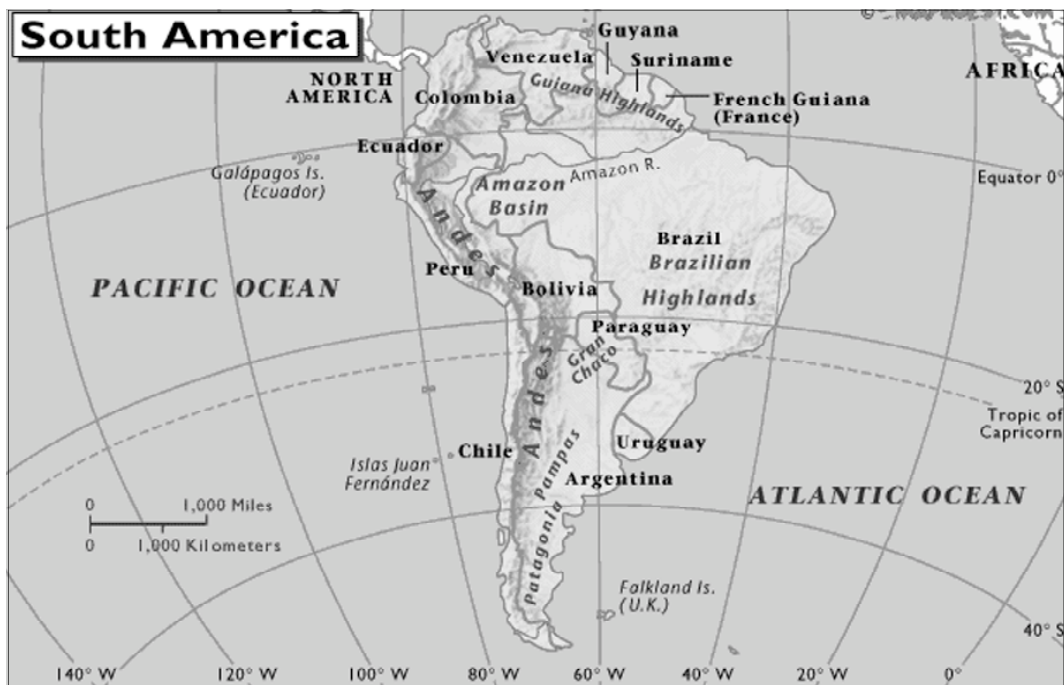 South America
Guyana
Venezuela
Suriname
NORTH
AMERICA
AFRICA
Colombia
Guiana Highlands
French Guiana
(France)
Ecuador
Galápagos Is.
(Ecuador)
Amazon R.
Equator 0°
Amazon
Basin
Andes
Brazil
Brazilian
Highlands
Peru
PACIFIC OCEAN
Bolivia
Paraguay
Gran
Chaco
20° S
Tropic of
Capricorn
Andes
Chile
Uruguay
Islas Juan
Fernández
Pampas
Argentina
ATLANTIC OCEAN
0 1,000 Miles
0 1,000 Kilometers
Patagonia
Falkland Is.
(U.K.)
40° S
140° W 120° W 100° W 80° W 60° W 40° W 20° W 0°